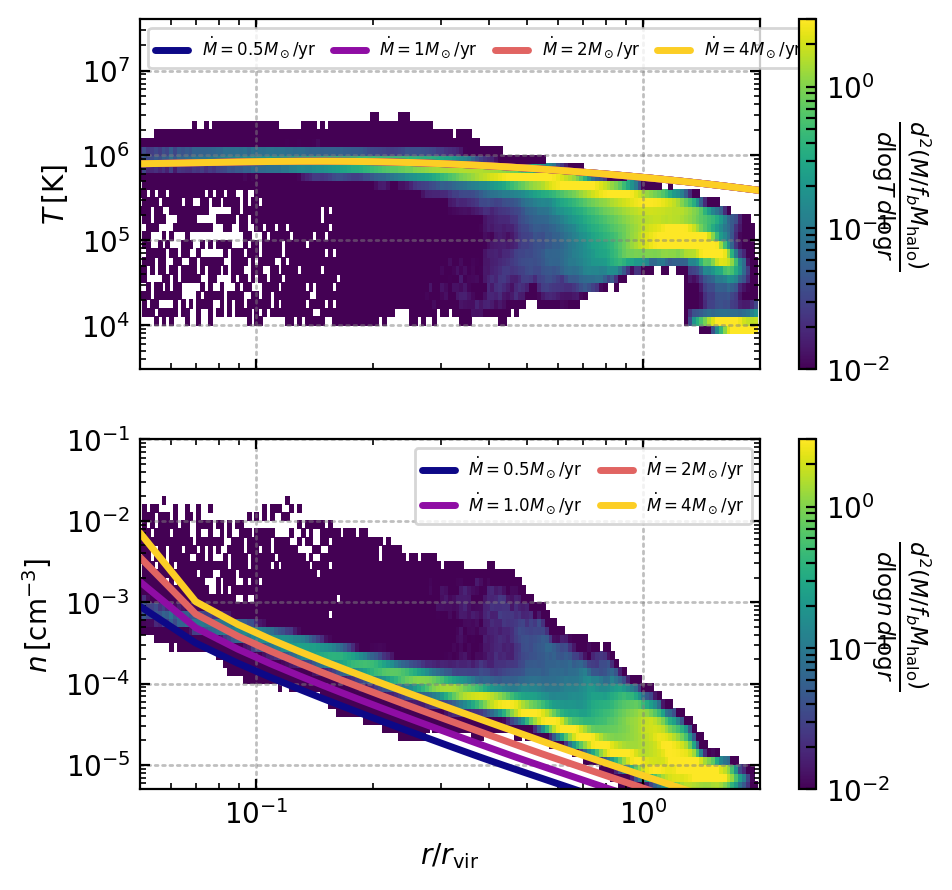 Ṁ = 0.5M⊙/yr Ṁ = 1M⊙/yr Ṁ = 2M⊙/yr Ṁ = 4M⊙/yr
T [K]
10⁷
10⁶
10⁵
10⁴
10⁰
10⁻¹
10⁻²
d²(M/f_b M_halo)
dlogT dlogr
Ṁ = 0.5M⊙/yr Ṁ = 2M⊙/yr
Ṁ = 1.0M⊙/yr Ṁ = 4M⊙/yr
n [cm⁻³]
10⁻¹
10⁻²
10⁻³
10⁻⁴
10⁻⁵
10⁻¹ 10⁰
r/r_vir
10⁰
10⁻¹
10⁻²
d²(M/f_b M_halo)
dlogn dlogr